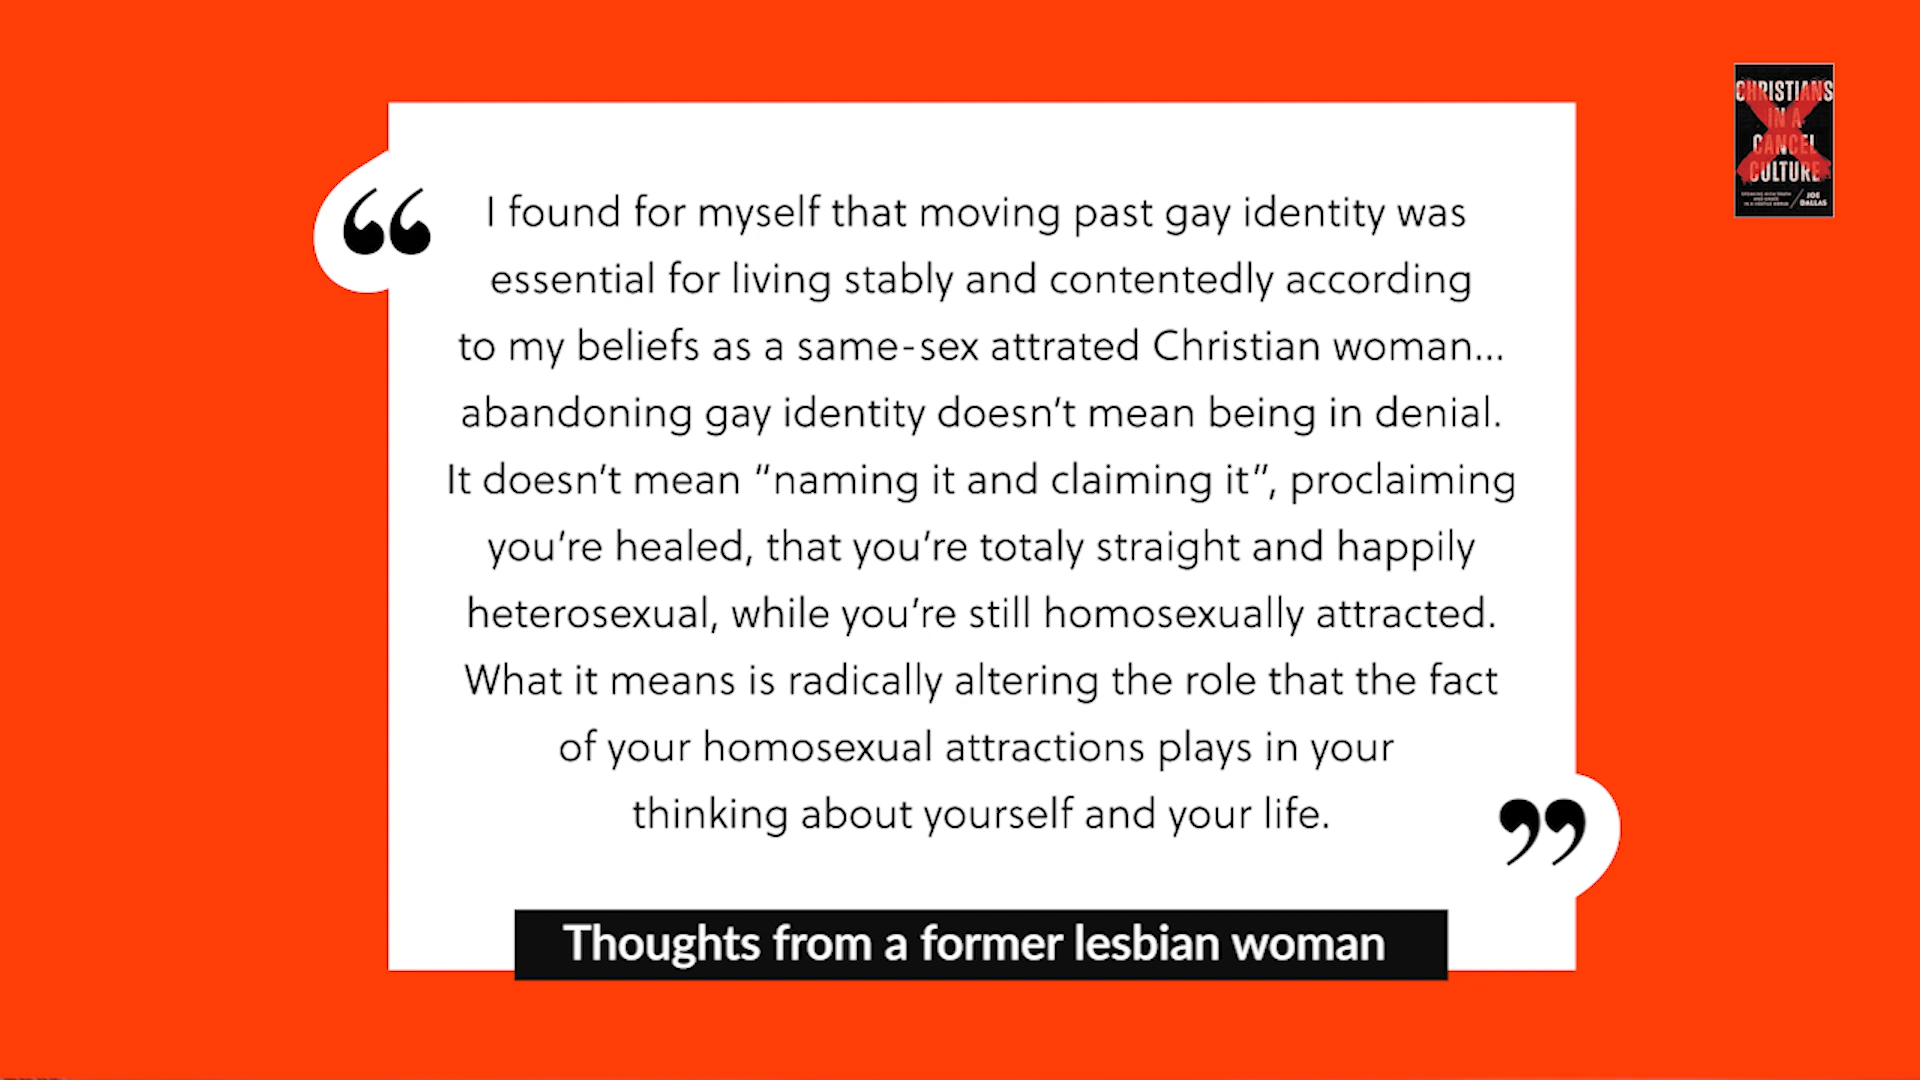 CHRISTIANS
IN A
CANCEL
CULTURE
JOE
DALLAS
“
I found for myself that moving past gay identity was
essential for living stably and contentedly according
to my beliefs as a same-sex attrated Christian woman...
abandoning gay identity doesn’t mean being in denial.
It doesn’t mean “naming it and claiming it”, proclaiming
you’re healed, that you’re totaly straight and happily
heterosexual, while you’re still homosexually attracted.
What it means is radically altering the role that the fact
of your homosexual attractions plays in your
thinking about yourself and your life.
”
Thoughts from a former lesbian woman